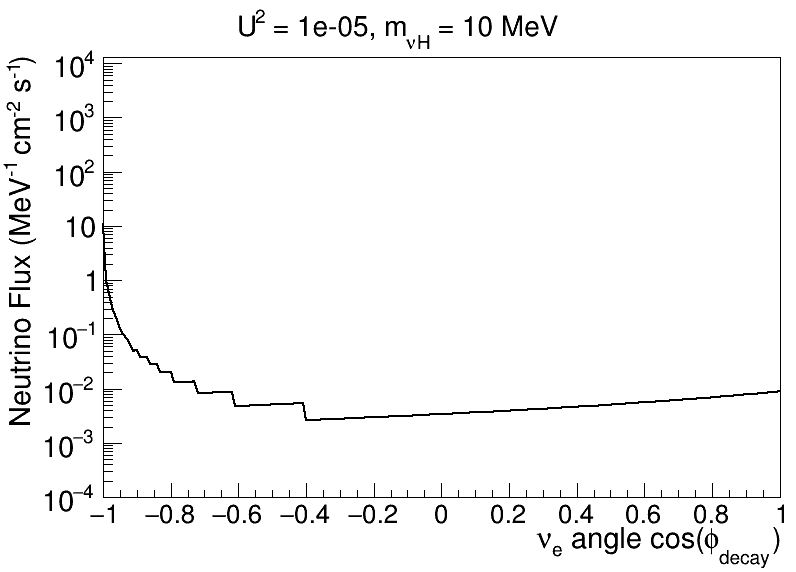 U² = 1e-05, m_νH = 10 MeV
Neutrino Flux (MeV⁻¹ cm⁻² s⁻¹)
10⁴
10³
10²
10
1
10⁻¹
10⁻²
10⁻³
10⁻⁴
−1 −0.8 −0.6 −0.4 −0.2 0 0.2 0.4 0.6 0.8 1
ν_e angle cos(ϕ_decay)